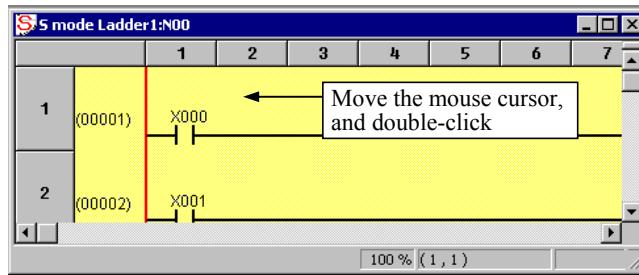 S mode Ladder1:N00
1 2 3 4 5 6 7
1 (00001) X000
Move the mouse cursor,
and double-click
2 (00002) X001
100 % ( 1 , 1 )